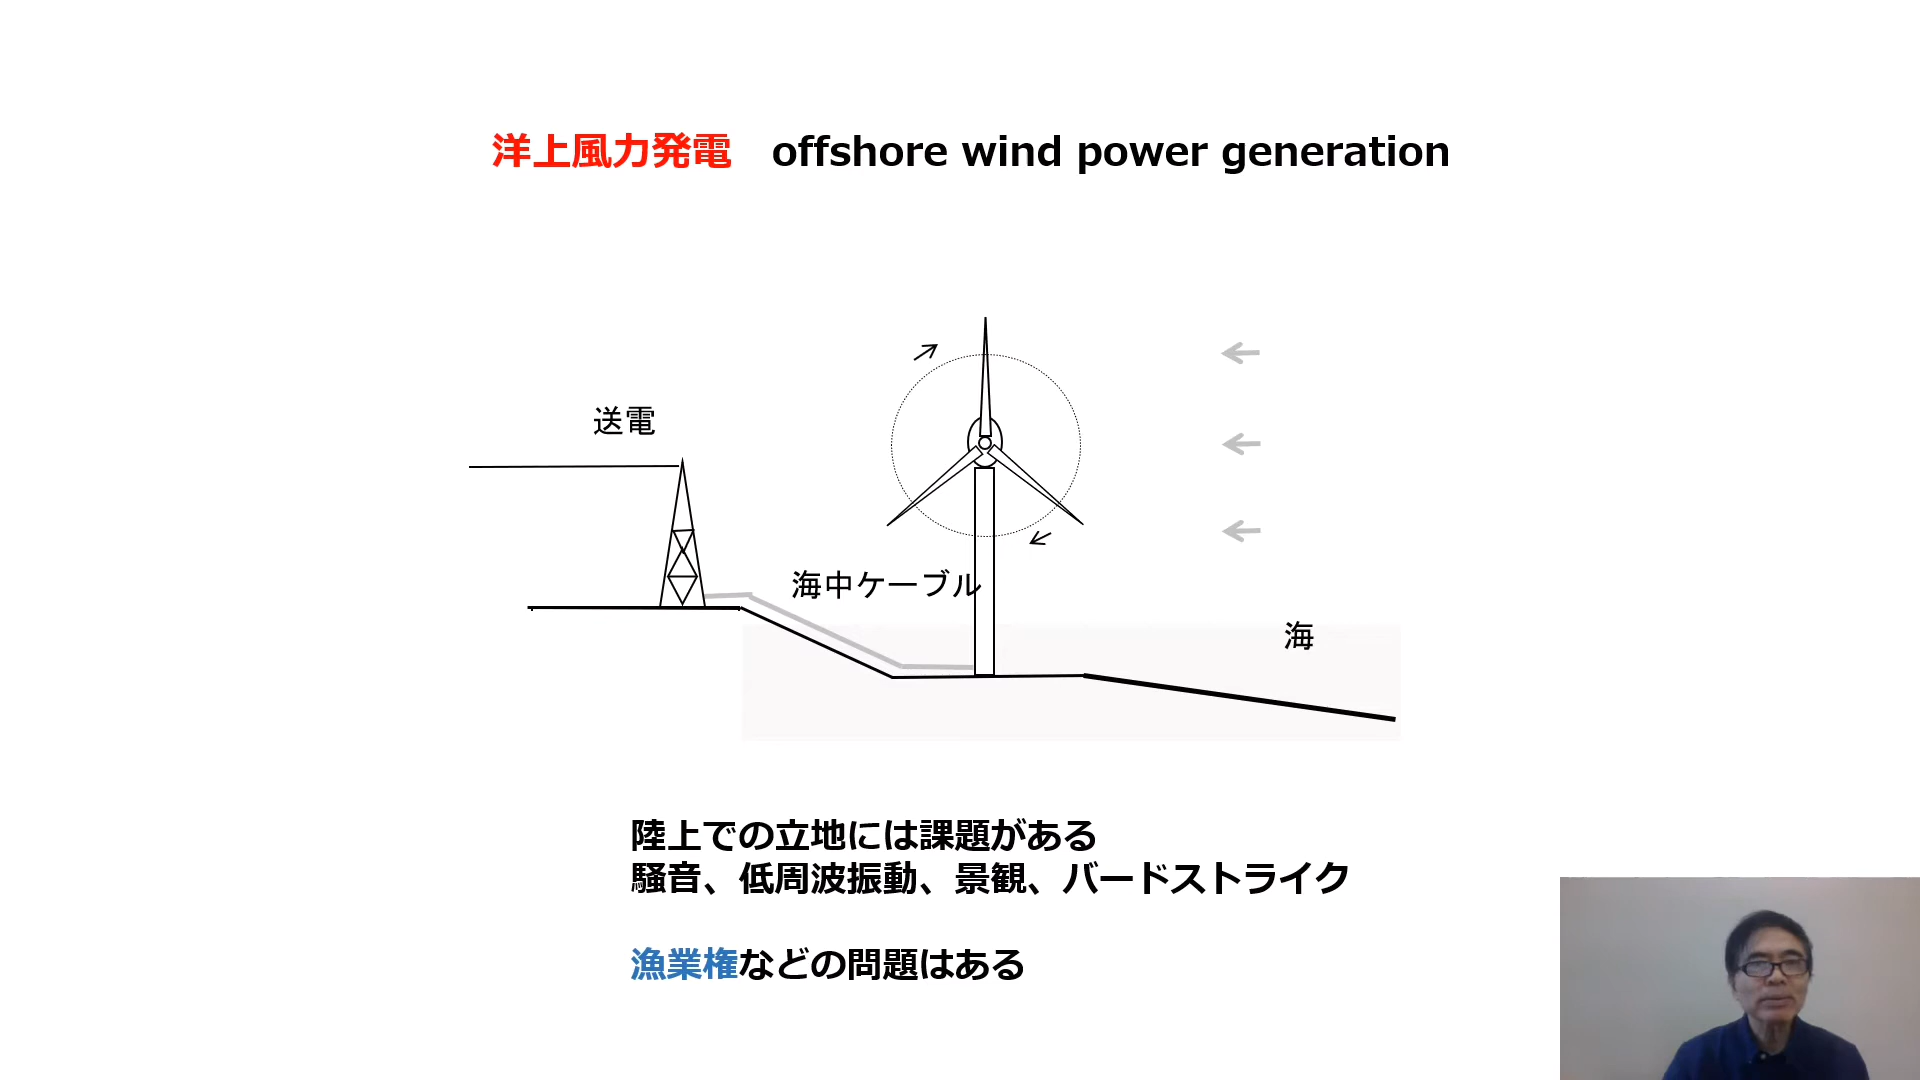 洋上風力発電 offshore wind power generation
送電
海中ケーブル
海
陸上での立地には課題がある
騒音、低周波振動、景観、バードストライク
漁業権などの問題はある